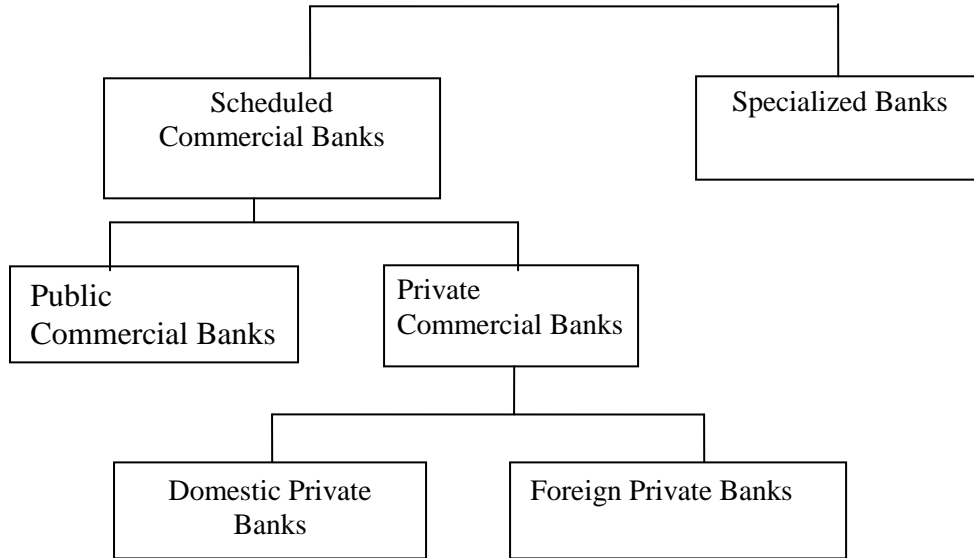 Scheduled
Commercial Banks
Specialized Banks
Public
Commercial Banks
Private
Commercial Banks
Domestic Private
Banks
Foreign Private Banks